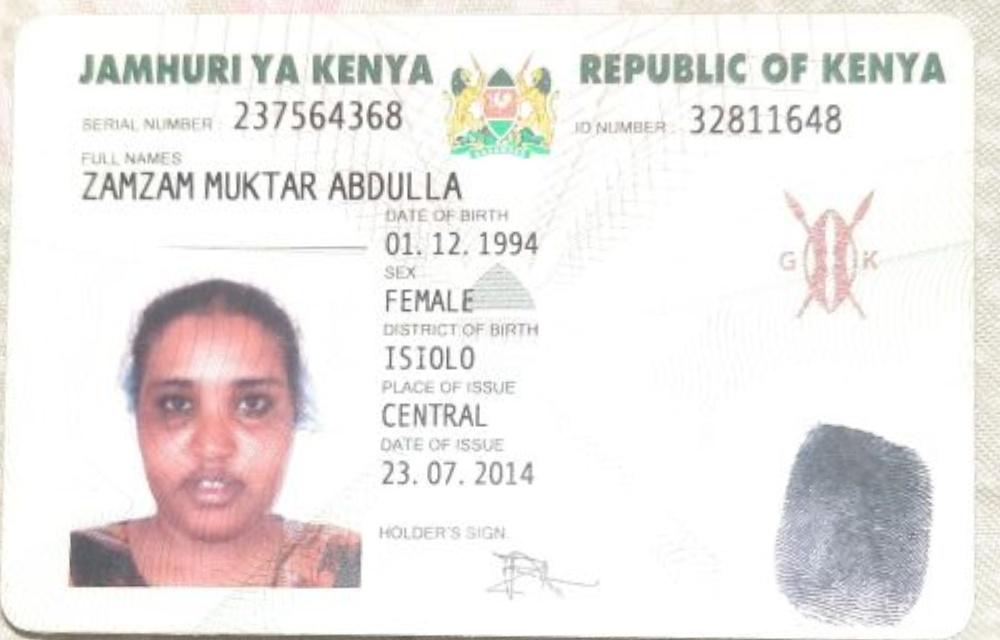 JAMHURI YA KENYA REPUBLIC OF KENYA
SERIAL NUMBER : 237564368 ID NUMBER : 32811648
FULL NAMES
ZAMZAM MUKTAR ABDULLA
DATE OF BIRTH
01. 12. 1994
SEX
FEMALE
G K
DISTRICT OF BIRTH
ISIOLO
PLACE OF ISSUE
CENTRAL
DATE OF ISSUE
23. 07. 2014
HOLDER'S SIGN.